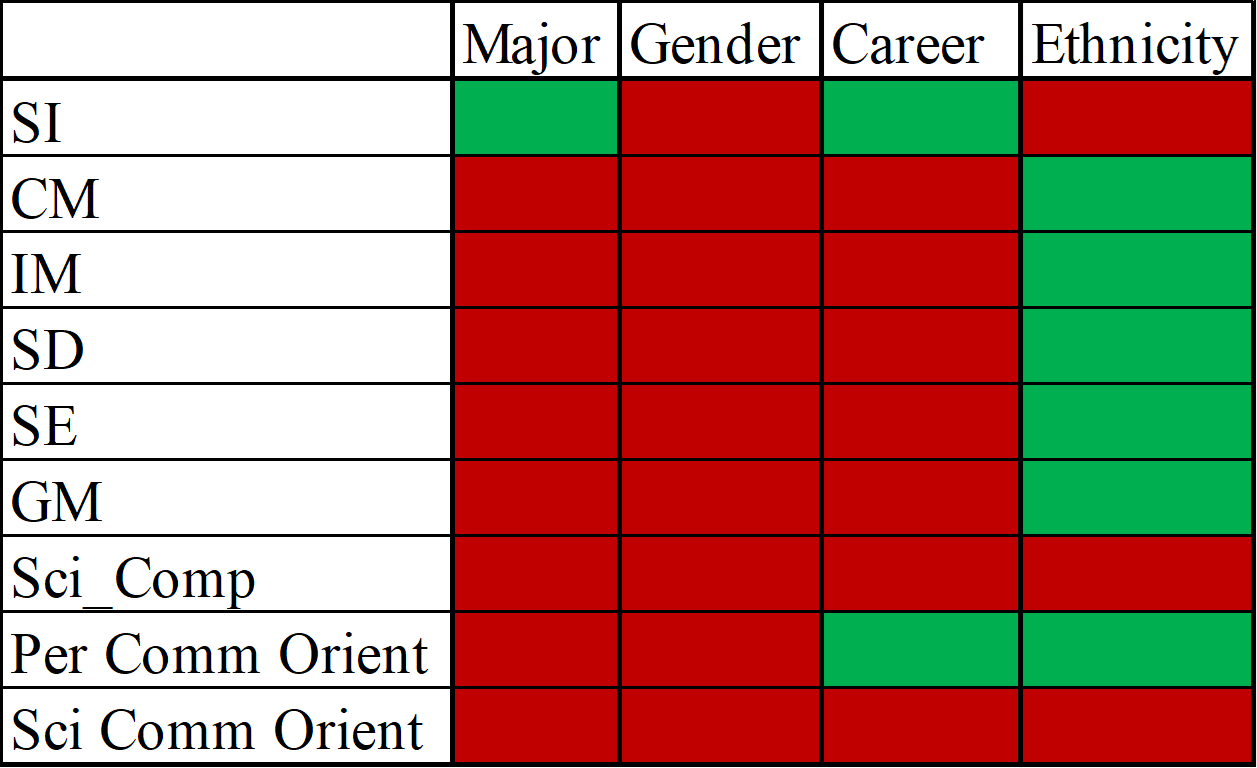 Major Gender Career Ethnicity
SI
CM
IM
SD
SE
GM
Sci_Comp
Per Comm Orient
Sci Comm Orient